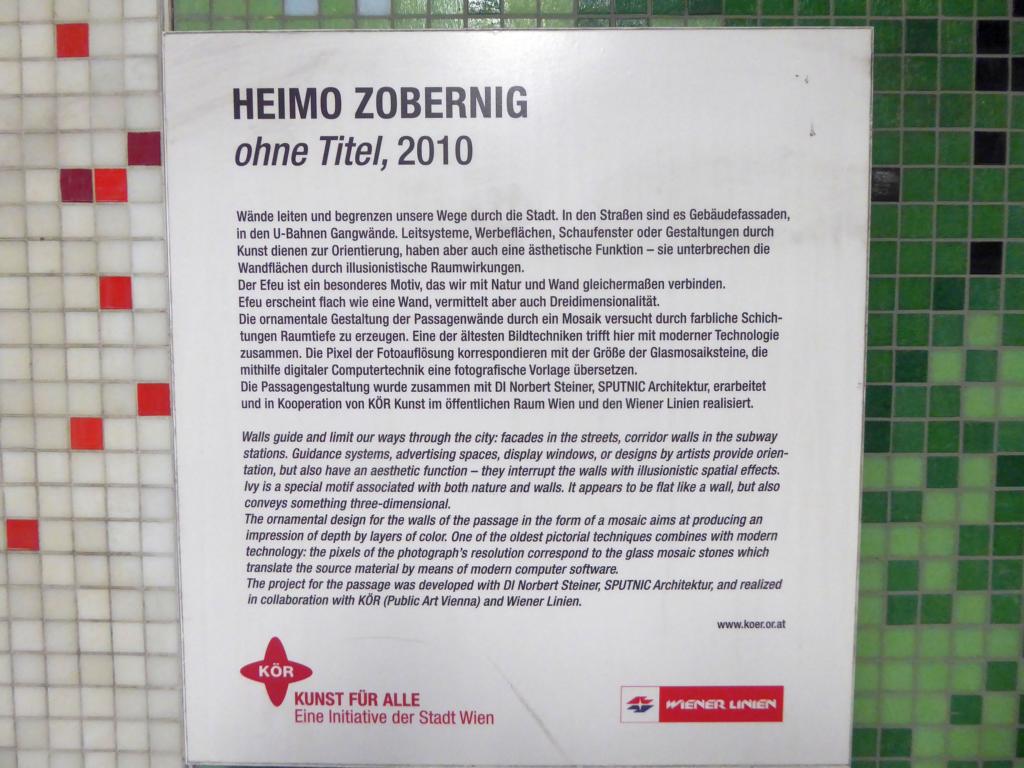 HEIMO ZOBERNIG
ohne Titel, 2010
Wände leiten und begrenzen unsere Wege durch die Stadt. In den Straßen sind es Gebäudefassaden,
in den U-Bahnen Gangwände. Leitsysteme, Werbeflächen, Schaufenster oder Gestaltungen durch
Kunst dienen zur Orientierung, haben aber auch eine ästhetische Funktion – sie unterbrechen die
Wandflächen durch illusionistische Raumwirkungen.
Der Efeu ist ein besonderes Motiv, das wir mit Natur und Wand gleichermaßen verbinden.
Efeu erscheint flach wie eine Wand, vermittelt aber auch Dreidimensionalität.
Die ornamentale Gestaltung der Passagenwände durch ein Mosaik versucht durch farbliche Schich-
tungen Raumtiefe zu erzeugen. Eine der ältesten Bildtechniken trifft hier mit moderner Technologie
zusammen. Die Pixel der Fotoauflösung korrespondieren mit der Größe der Glasmosaiksteine, die
mithilfe digitaler Computertechnik eine fotografische Vorlage übersetzen.
Die Passagengestaltung wurde zusammen mit DI Norbert Steiner, SPUTNIC Architektur, erarbeitet
und in Kooperation von KÖR Kunst im öffentlichen Raum Wien und den Wiener Linien realisiert.
Walls guide and limit our ways through the city: facades in the streets, corridor walls in the subway
stations. Guidance systems, advertising spaces, display windows, or designs by artists provide orien-
tation, but also have an aesthetic function – they interrupt the walls with illusionistic spatial effects.
Ivy is a special motif associated with both nature and walls. It appears to be flat like a wall, but also
conveys something three-dimensional.
The ornamental design for the walls of the passage in the form of a mosaic aims at producing an
impression of depth by layers of color. One of the oldest pictorial techniques combines with modern
technology: the pixels of the photograph's resolution correspond to the glass mosaic stones which
translate the source material by means of modern computer software.
The project for the passage was developed with DI Norbert Steiner, SPUTNIC Architektur, and realized
in collaboration with KÖR (Public Art Vienna) and Wiener Linien.
www.koer.or.at
KÖR
KUNST FÜR ALLE
Eine Initiative der Stadt Wien
WIENER LINIEN